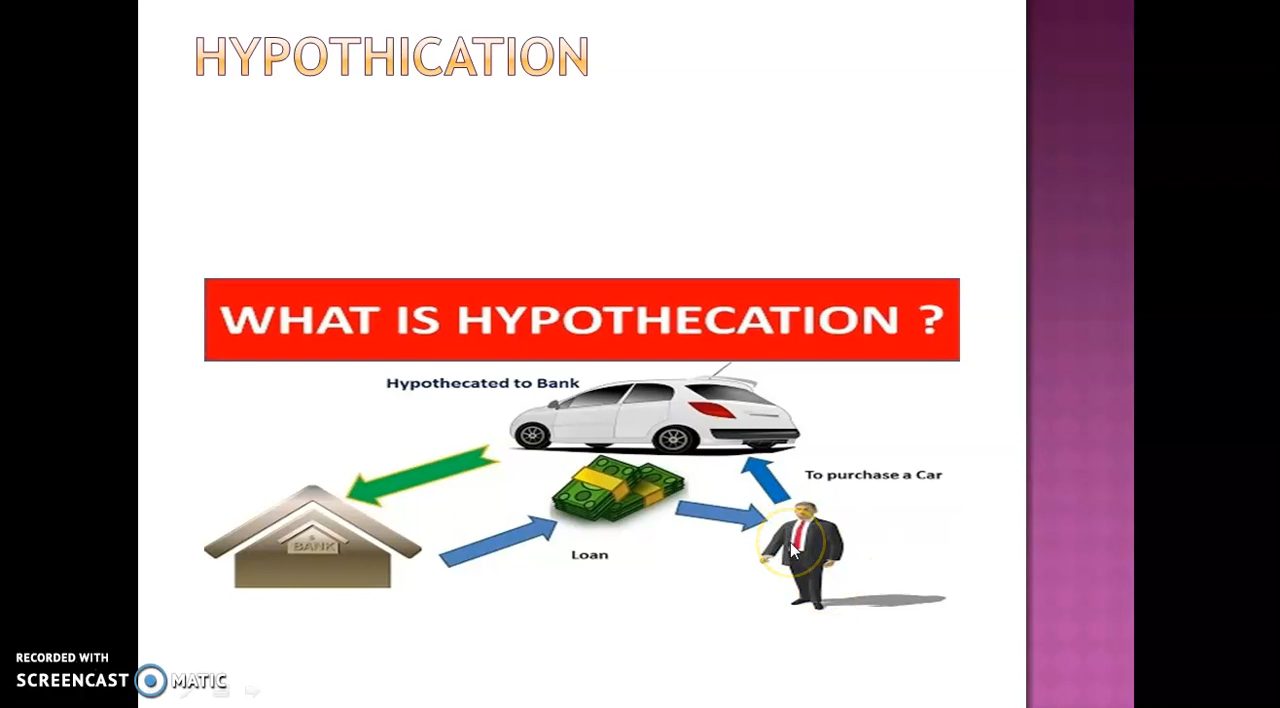 HYPOTHICATION
WHAT IS HYPOTHECATION ?
Hypothecated to Bank
To purchase a Car
BANK
Loan
RECORDED WITH
SCREENCAST MATIC